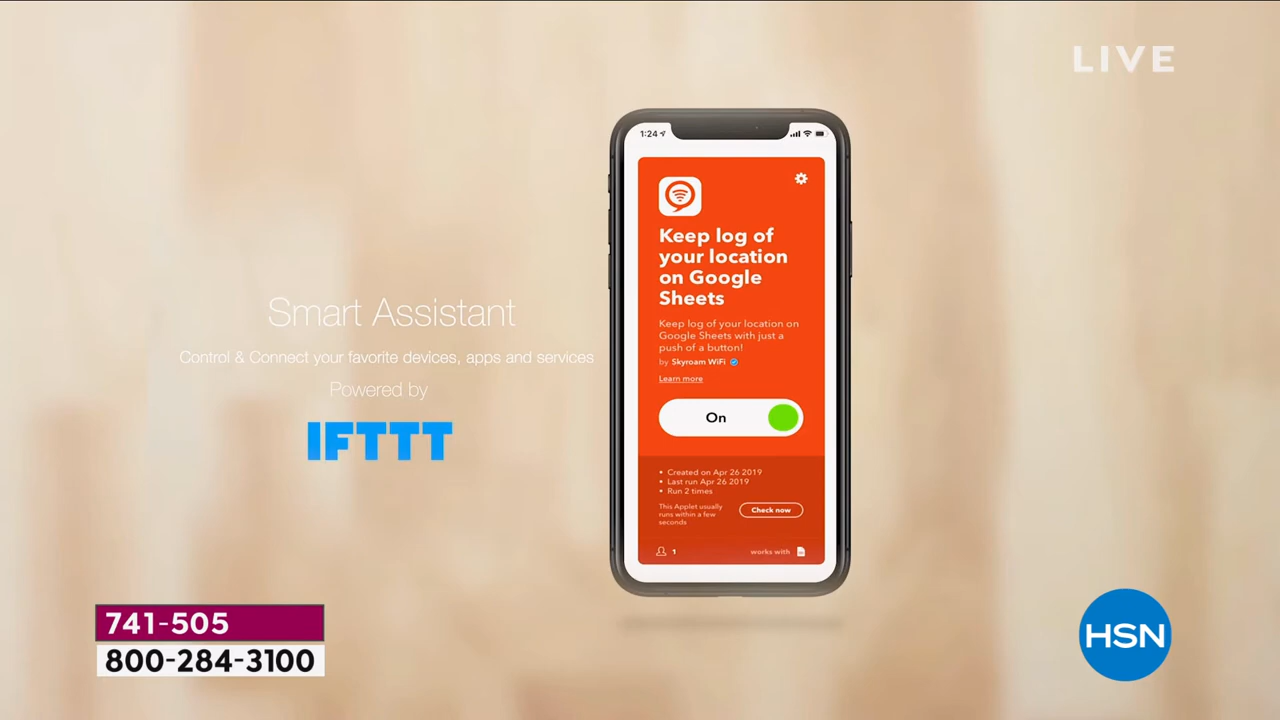 LIVE
1:24
Keep log of
your location
on Google
Sheets
Keep log of your location on
Google Sheets with just a
push of a button!
by Skyroam WiFi
Learn more
On
• Created on Apr 26 2019
• Last run Apr 26 2019
• Run 2 times
This Applet usually
runs within a few
seconds
Check now
1
works with
Smart Assistant
Control & Connect your favorite devices, apps and services
Powered by
IFTTT
741-505
800-284-3100
HSN